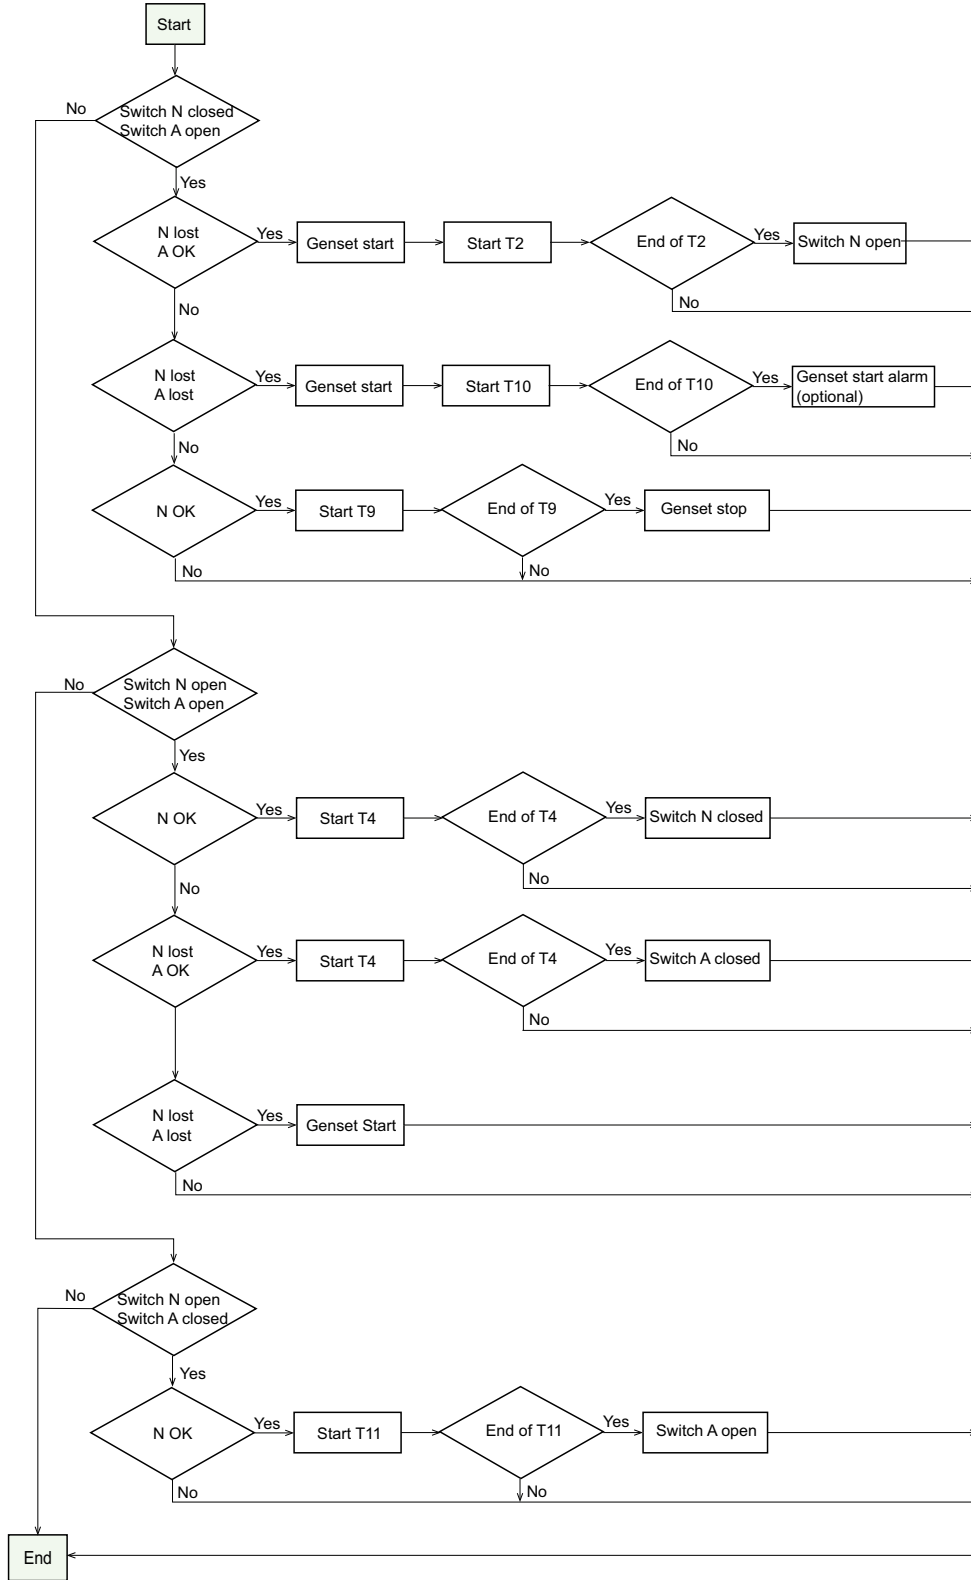 Start
No
Switch N closed
Switch A open
Yes
N lost
A OK
Yes
Genset start
Start T2
End of T2
Yes
Switch N open
No
No
N lost
A lost
Yes
Genset start
Start T10
End of T10
Yes
Genset start alarm
(optional)
No
No
N OK
Yes
Start T9
End of T9
Yes
Genset stop
No
No
No
Switch N open
Switch A open
Yes
N OK
Yes
Start T4
End of T4
Yes
Switch N closed
No
No
N lost
A OK
Yes
Start T4
End of T4
Yes
Switch A closed
No
N lost
A lost
Yes
Genset Start
No
No
Switch N open
Switch A closed
Yes
N OK
Yes
Start T11
End of T11
Yes
Switch A open
No
No
End